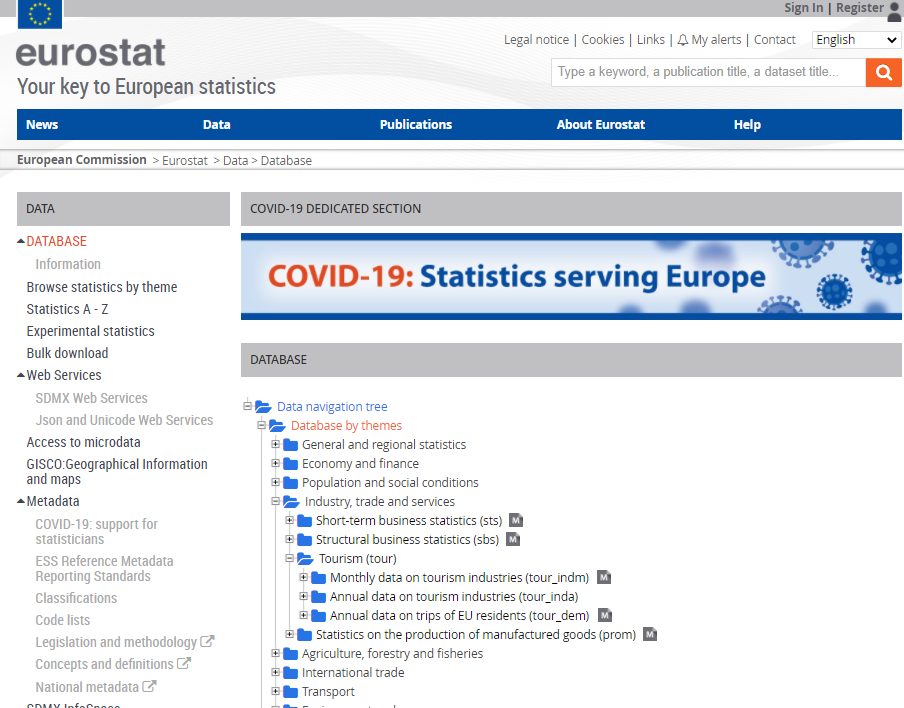 Sign In | Register
eurostat
Your key to European statistics
Legal notice | Cookies | Links | My alerts | Contact
English
Type a keyword, a publication title, a dataset title...
News Data Publications About Eurostat Help
European Commission > Eurostat > Data > Database
DATA
DATABASE
Information
Browse statistics by theme
Statistics A - Z
Experimental statistics
Bulk download
Web Services
SDMX Web Services
Json and Unicode Web Services
Access to microdata
GISCO:Geographical Information
and maps
Metadata
COVID-19: support for
statisticians
ESS Reference Metadata
Reporting Standards
Classifications
Code lists
Legislation and methodology
Concepts and definitions
National metadata
SDMX InfoSpace
COVID-19 DEDICATED SECTION
COVID-19: Statistics serving Europe
DATABASE
Data navigation tree
Database by themes
General and regional statistics
Economy and finance
Population and social conditions
Industry, trade and services
Short-term business statistics (sts) M
Structural business statistics (sbs) M
Tourism (tour)
Monthly data on tourism industries (tour_indm) M
Annual data on tourism industries (tour_inda)
Annual data on trips of EU residents (tour_dem) M
Statistics on the production of manufactured goods (prom) M
Agriculture, forestry and fisheries
International trade
Transport